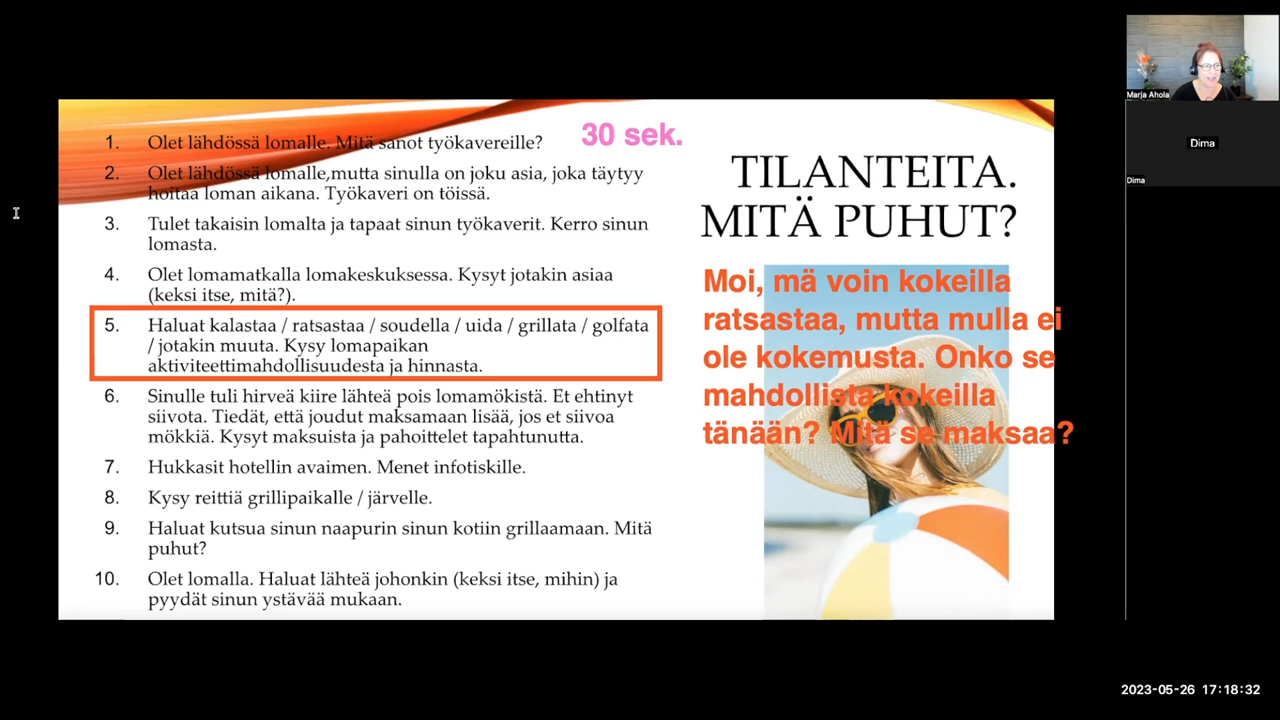 1. Olet lähdössä lomalle. Mitä sanot työkavereille?
2. Olet lähdössä lomalle,mutta sinulla on joku asia, joka täytyy
hoitaa loman aikana. Työkaveri on töissä.
3. Tulet takaisin lomalta ja tapaat sinun työkaverit. Kerro sinun
lomasta.
4. Olet lomamatkalla lomakeskuksessa. Kysyt jotakin asiaa
(keksi itse, mitä?).
5. Haluat kalastaa / ratsastaa / soudella / uida / grillata / golfata
/ jotakin muuta. Kysy lomapaikan
aktiviteettimahdollisuudesta ja hinnasta.
6. Sinulle tuli hirveä kiire lähteä pois lomamökistä. Et ehtinyt
siivota. Tiedät, että joudut maksamaan lisää, jos et siivoa
mökkiä. Kysyt maksuista ja pahoittelet tapahtunutta.
7. Hukkasit hotellin avaimen. Menet infotiskille.
8. Kysy reittiä grillipaikalle / järvelle.
9. Haluat kutsua sinun naapurin sinun kotiin grillaamaan. Mitä
puhut?
10. Olet lomalla. Haluat lähteä johonkin (keksi itse, mihin) ja
pyydät sinun ystävää mukaan.
30 sek.
TILANTEITA.
MITÄ PUHUT?
Moi, mä voin kokeilla
ratsastaa, mutta mulla ei
ole kokemusta. Onko se
mahdollista kokeilla
tänään? Mitä se maksaa?
Marja Ahola
Dima
Dima
2023-05-26 17:18:32